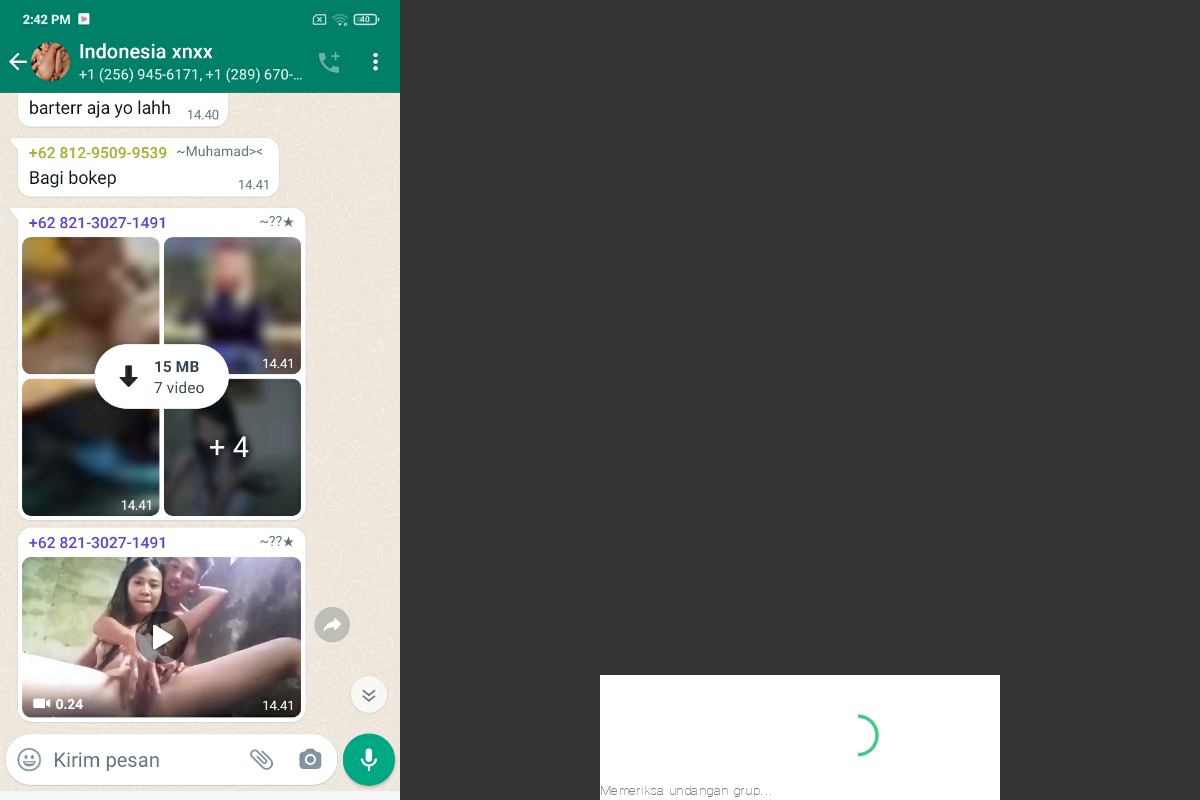 2:42 PM
40
Indonesia xnxx
+1 (256) 945-6171, +1 (289) 670-...
barterr aja yo lahh 14.40
+62 812-9509-9539 ~Muhamad><
Bagi bokep
14.41
+62 821-3027-1491 ~??★
14.41
15 MB
7 video
+ 4
14.41
+62 821-3027-1491 ~??★
0.24 14.41
Kirim pesan
Memeriksa undangan grup...